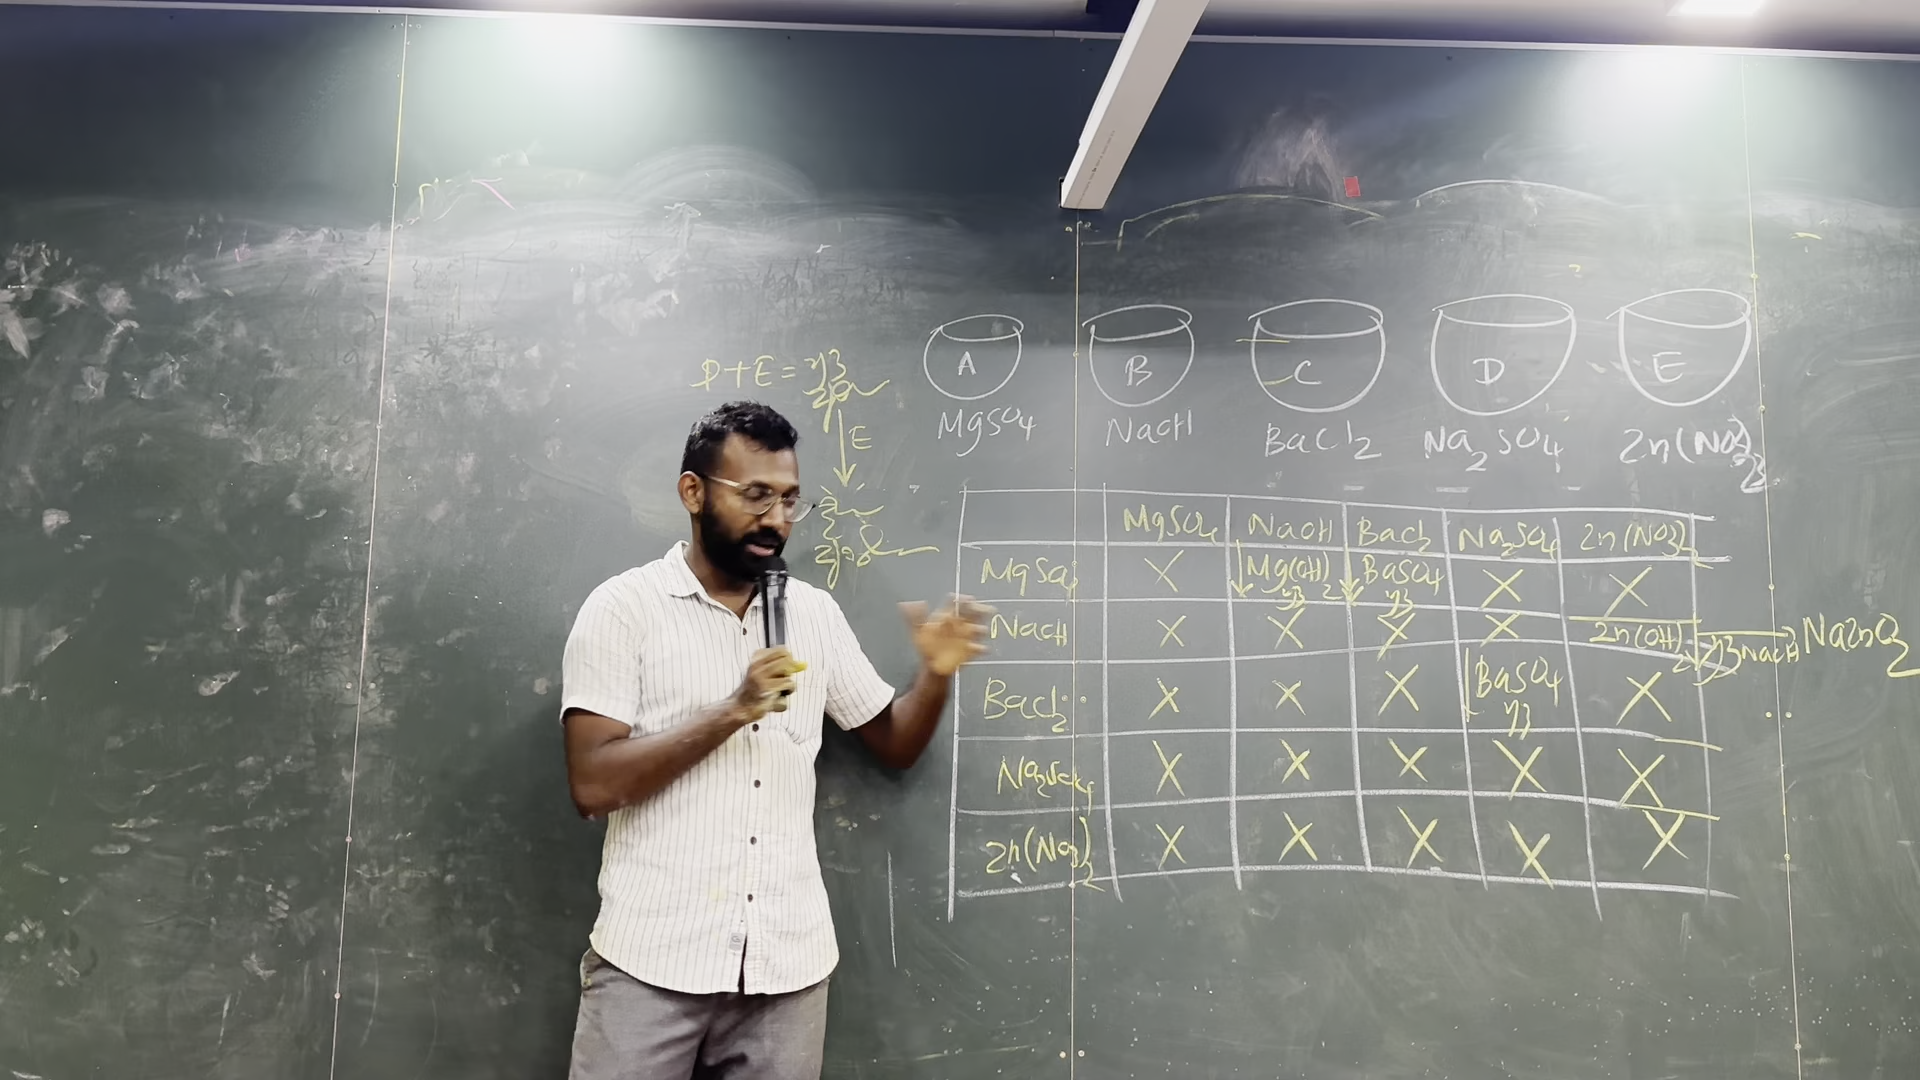 A B C D E
MgSO4 NaOH BaCl2 Na2SO4 Zn(NO3)2
P+E=
E
MgSO4 NaOH BaCl2 Na2SO4 Zn(NO3)2
MgSO4 X Mg(OH)2 BaSO4 X X
NaOH X X X X Zn(OH)2 NaOH NaZnO2
BaCl2 X X X BaSO4 X
Na2SO4 X X X X X
Zn(NO3)2 X X X X X